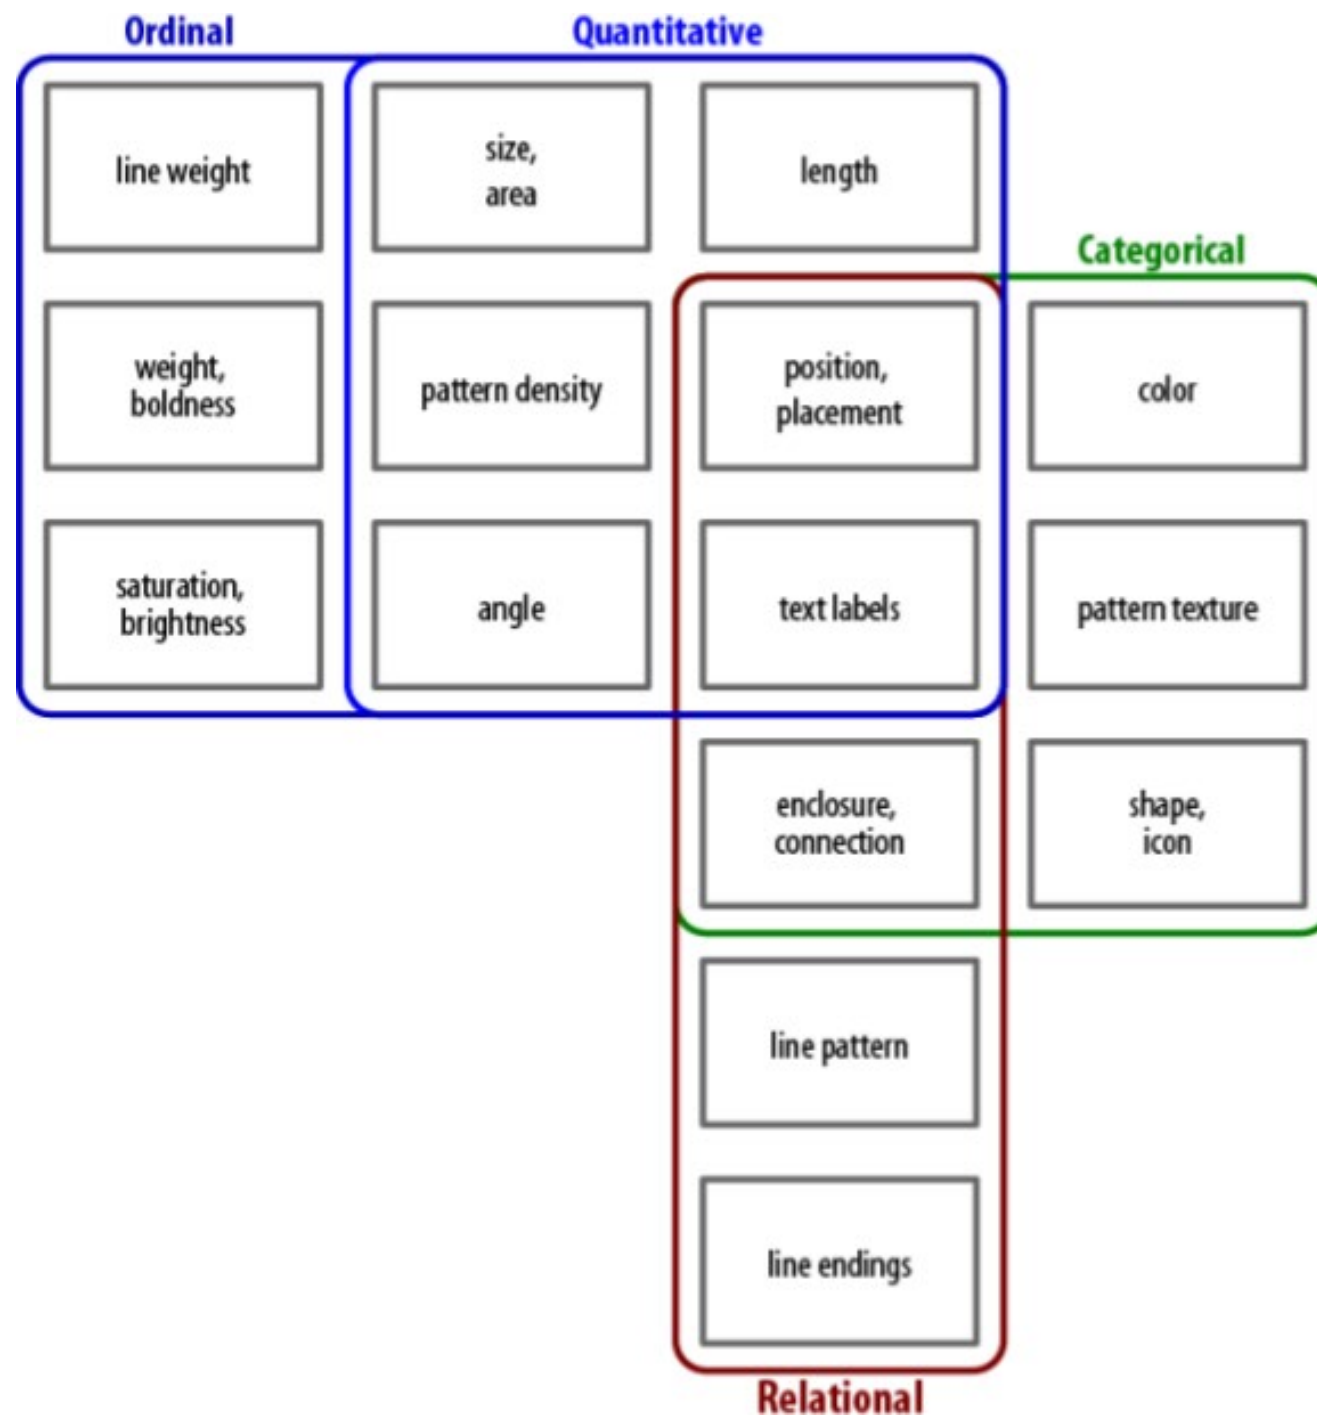 Ordinal
Quantitative
line weight
size,
area
length
Categorical
weight,
boldness
pattern density
position,
placement
color
saturation,
brightness
angle
text labels
pattern texture
enclosure,
connection
shape,
icon
line pattern
line endings
Relational